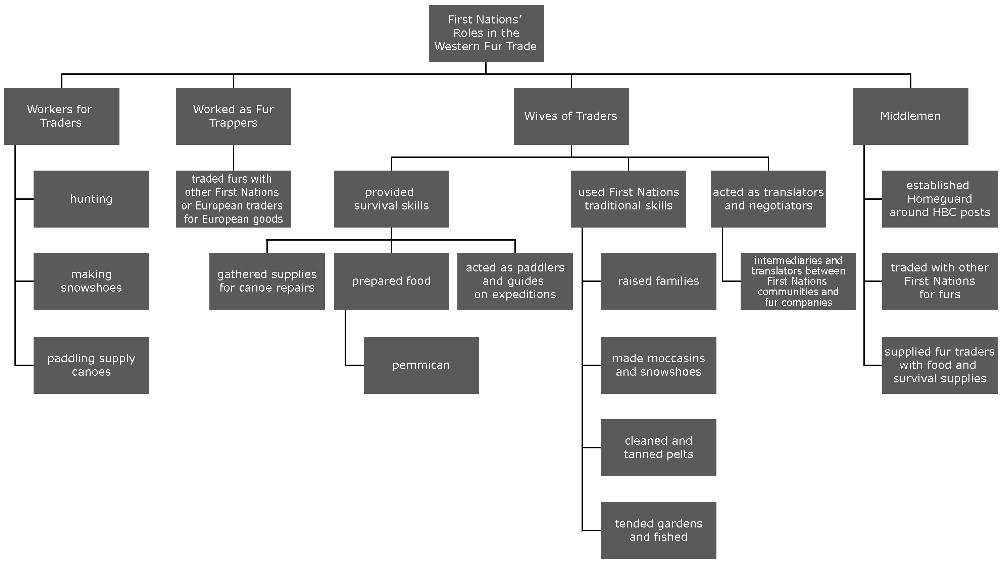 First Nations’
Roles in the
Western Fur Trade
Workers for
Traders
Worked as Fur
Trappers
Wives of Traders
Middlemen
hunting
traded furs with
other First Nations
or European traders
for European goods
provided
survival skills
used First Nations
traditional skills
acted as translators
and negotiators
established
Homeguard
around HBC posts
making
snowshoes
gathered supplies
for canoe repairs
prepared food
acted as paddlers
and guides
on expeditions
raised families
intermediaries and
translators between
First Nations
communities and
fur companies
traded with other
First Nations
for furs
paddling supply
canoes
pemmican
made moccasins
and snowshoes
supplied fur traders
with food and
survival supplies
cleaned and
tanned pelts
tended gardens
and fished